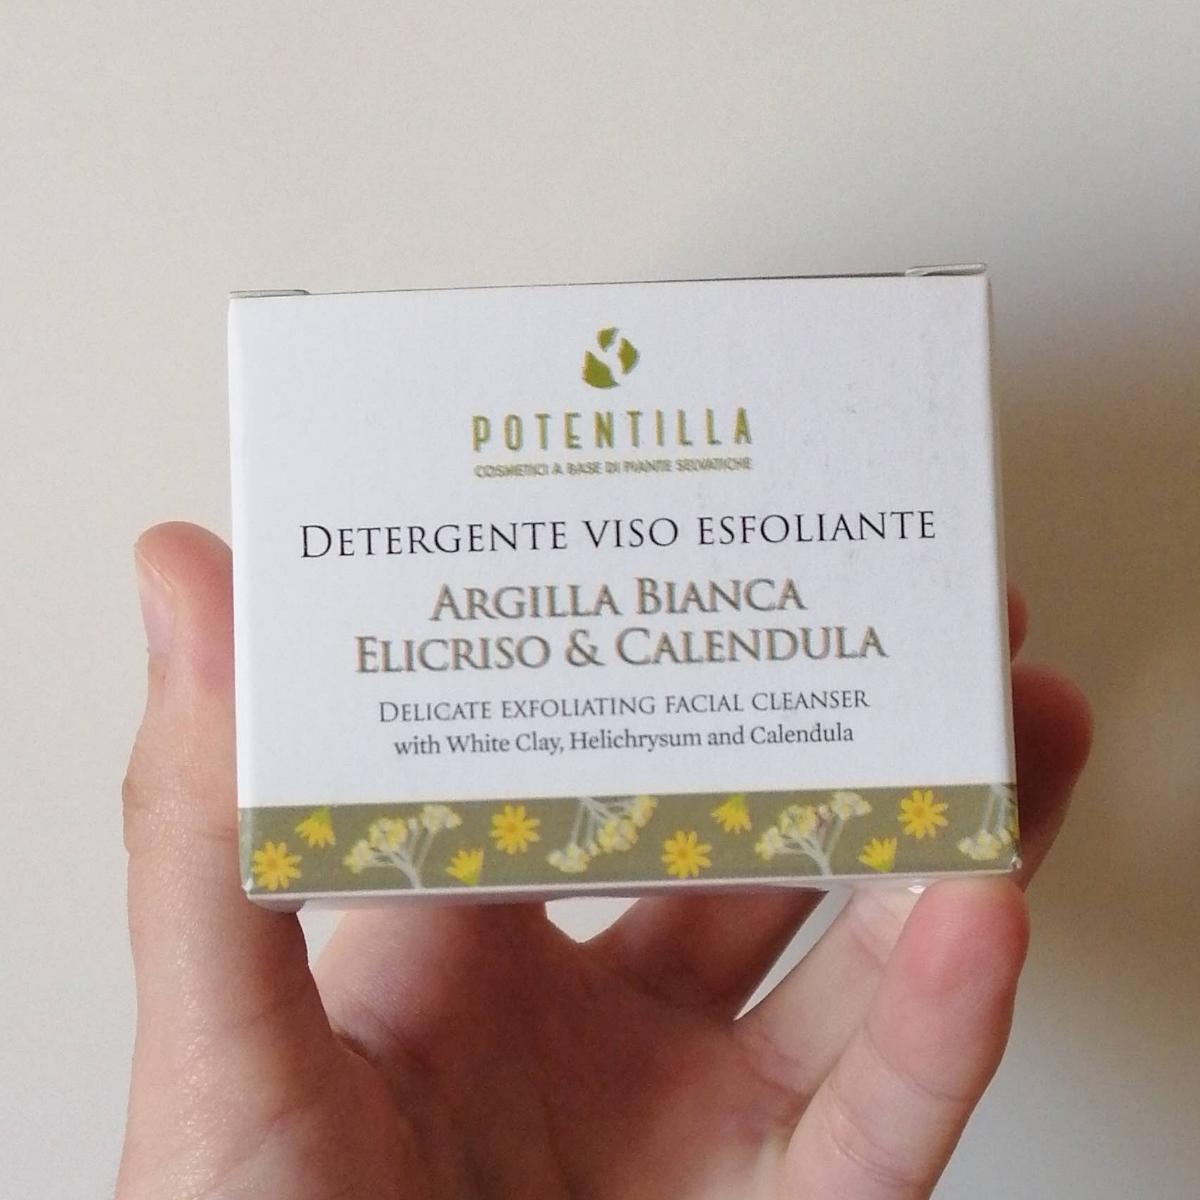 POTENTILLA
COSMETICI A BASE DI PIANTE SELVATICHE
DETERGENTE VISO ESFOLIANTE
ARGILLA BIANCA
ELICRISO & CALENDULA
DELICATE EXFOLIATING FACIAL CLEANSER
with White Clay, Helichrysum and Calendula